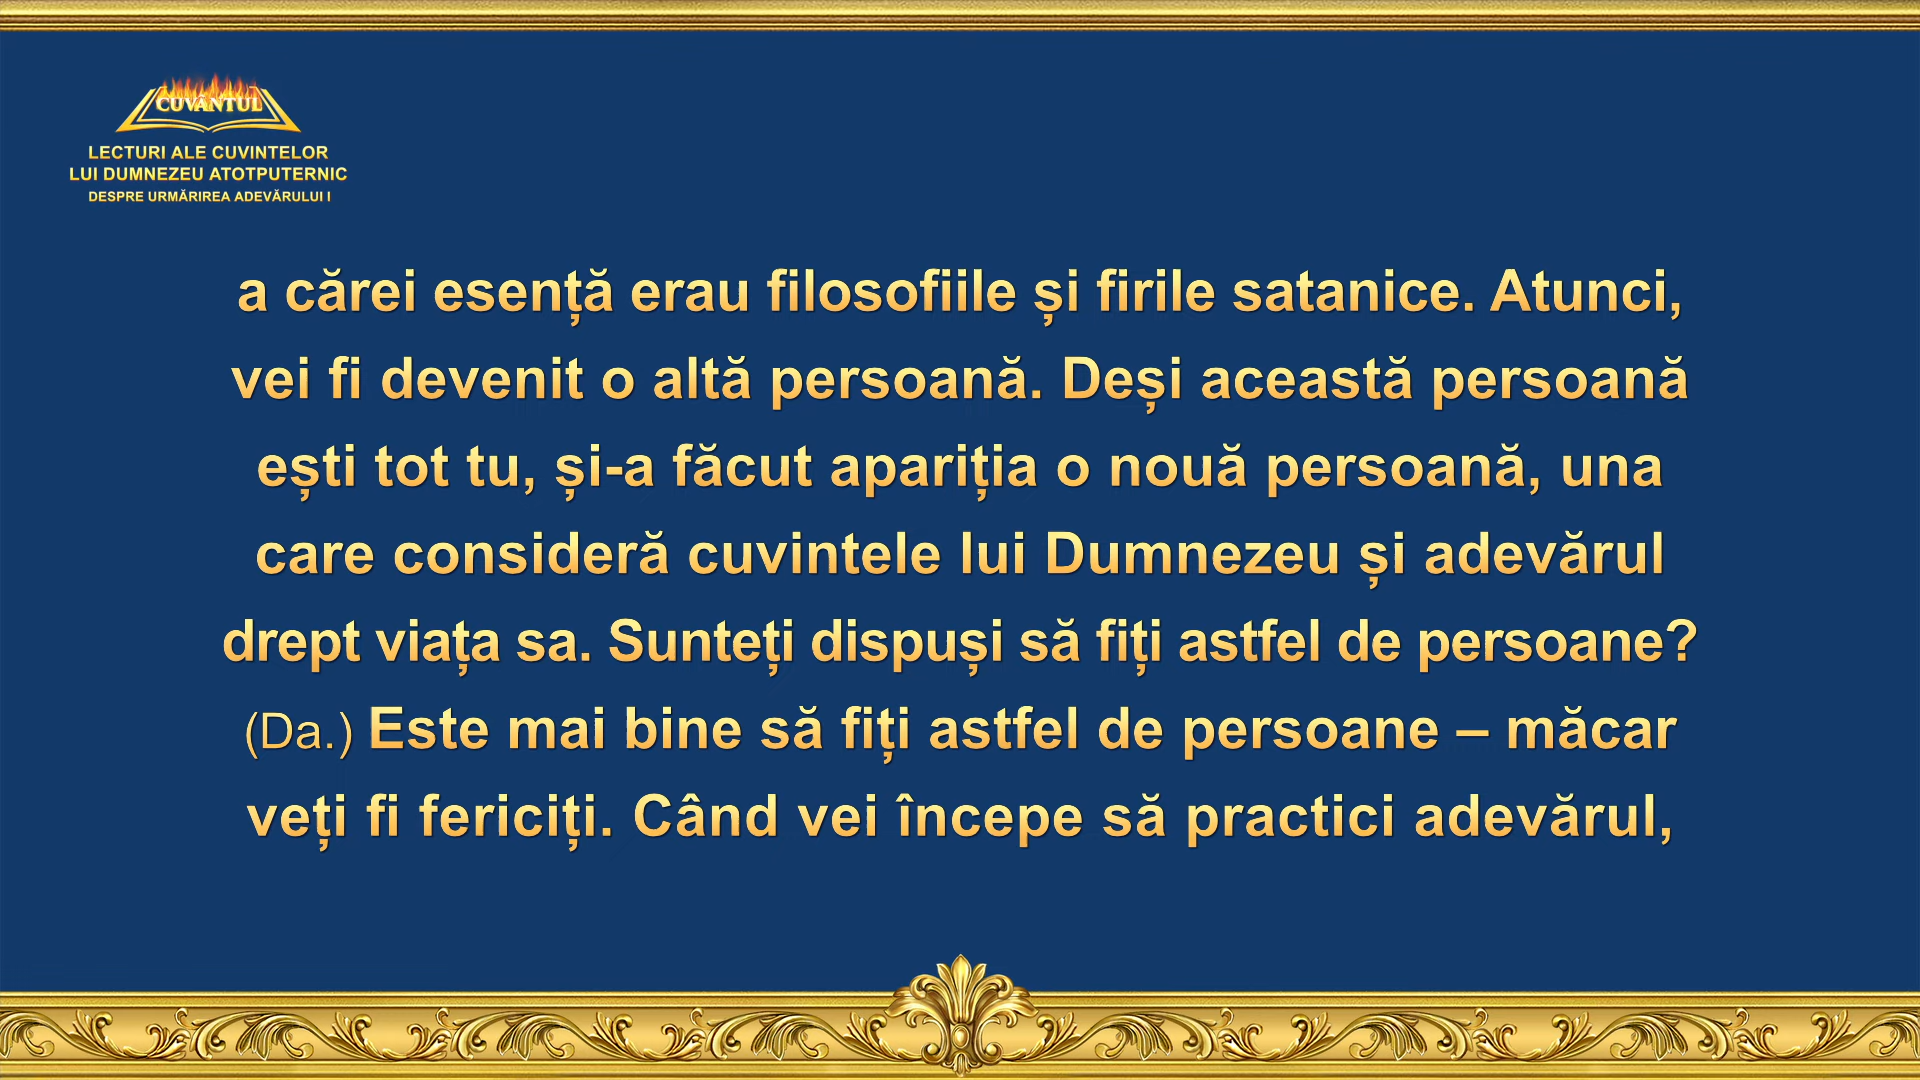 CUVÂNTUL
LECTURI ALE CUVINTELOR
LUI DUMNEZEU ATOTPUTERNIC
DESPRE URMĂRIREA ADEVĂRULUI I
a cărei esență erau filosofiile și firile satanice. Atunci,
vei fi devenit o altă persoană. Deși această persoană
ești tot tu, și-a făcut apariția o nouă persoană, una
care consideră cuvintele lui Dumnezeu și adevărul
drept viața sa. Sunteți dispuși să fiți astfel de persoane?
(Da.) Este mai bine să fiți astfel de persoane – măcar
veți fi fericiți. Când vei începe să practici adevărul,